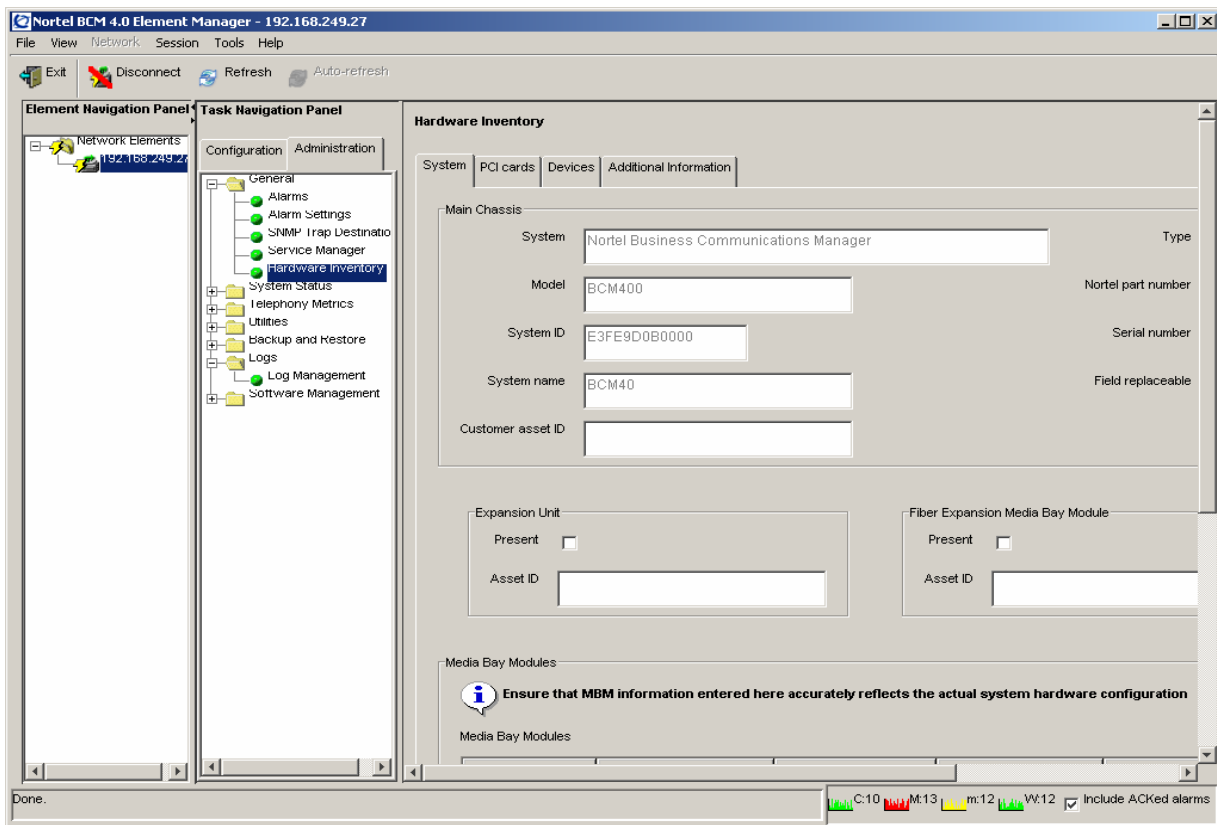 Nortel BCM 4.0 Element Manager - 192.168.249.27
File View Network Session Tools Help
Exit Disconnect Refresh Auto-refresh
Element Navigation Panel
Network Elements
192.168.249.27
Task Navigation Panel
Configuration Administration
General
Alarms
Alarm Settings
SNMP Trap Destinatio
Service Manager
Hardware Inventory
System Status
Telephony Metrics
Utilities
Backup and Restore
Logs
Log Management
Software Management
Hardware Inventory
System PCI cards Devices Additional Information
Main Chassis
System Nortel Business Communications Manager Type
Model BCM400 Nortel part number
System ID E3FE9D0B0000 Serial number
System name BCM40 Field replaceable
Customer asset ID
Expansion Unit
Present
Asset ID
Fiber Expansion Media Bay Module
Present
Asset ID
Media Bay Modules
Ensure that MBM information entered here accurately reflects the actual system hardware configuration
Media Bay Modules
Done.
C:10 M:13 m:12 W:12 Include ACKed alarms